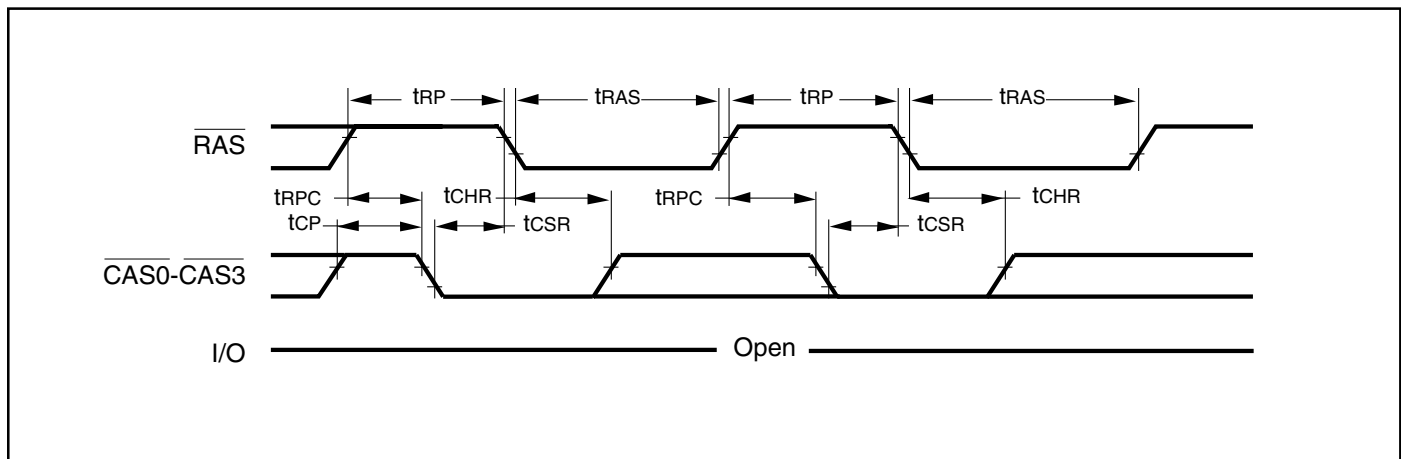 tRP tRAS tRP tRAS
RAS
tRPC tCHR tRPC tCHR
tCP tCSR tCSR
CAS0-CAS3
I/O Open